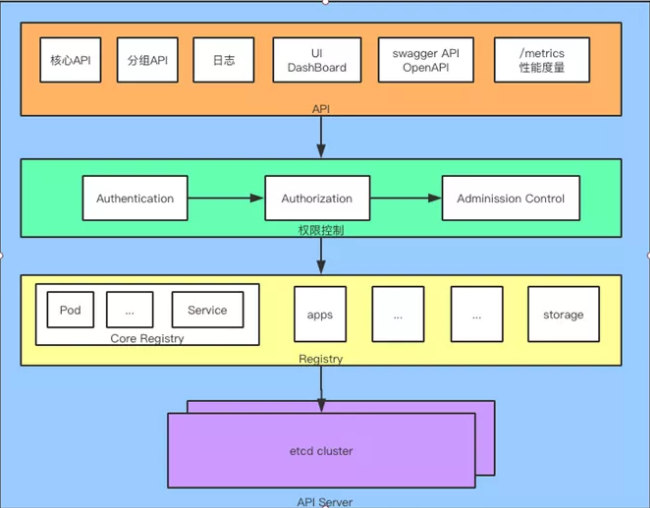 核心API
分组API
日志
UI
DashBoard
swagger API
OpenAPI
/metrics
性能度量
API
Authentication
Authorization
Adminission Control
权限控制
Pod
...
Service
Core Registry
apps
...
...
storage
Registry
etcd cluster
API Server